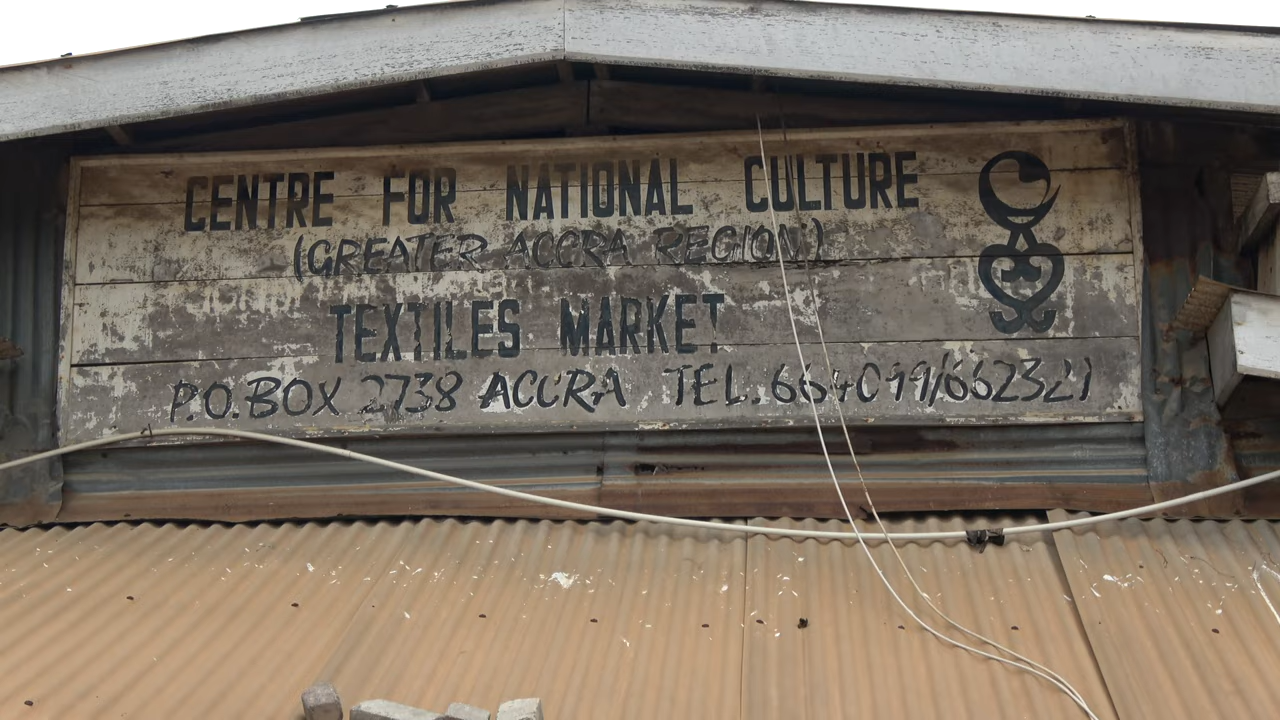 CENTRE FOR NATIONAL CULTURE
(GREATER ACCRA REGION)
TEXTILES MARKET
P.O.BOX 2738 ACCRA TEL. 664099/662321